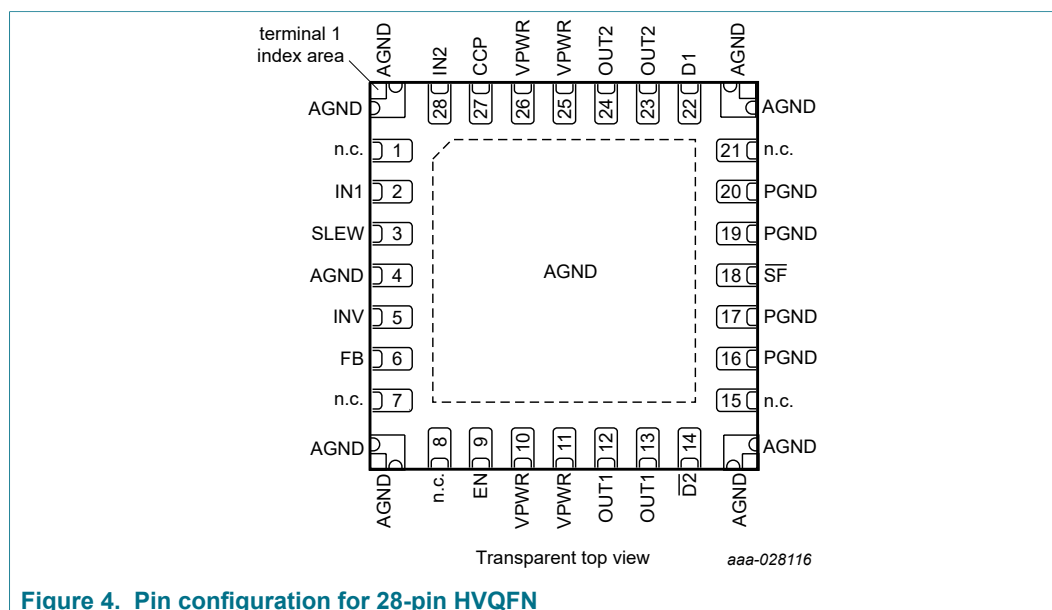 terminal 1
index area
AGND
IN2
CCP
VPWR
VPWR
OUT2
OUT2
D1
AGND
28
27
26
25
24
23
22
AGND
AGND
n.c.
1
21
n.c.
IN1
2
20
PGND
SLEW
3
19
PGND
AGND
4
AGND
18
SF
INV
5
17
PGND
FB
6
16
PGND
n.c.
7
15
n.c.
AGND
AGND
8
9
10
11
12
13
14
AGND
n.c.
EN
VPWR
VPWR
OUT1
OUT1
D2
AGND
Transparent top view
aaa-028116
Figure 4. Pin configuration for 28-pin HVQFN